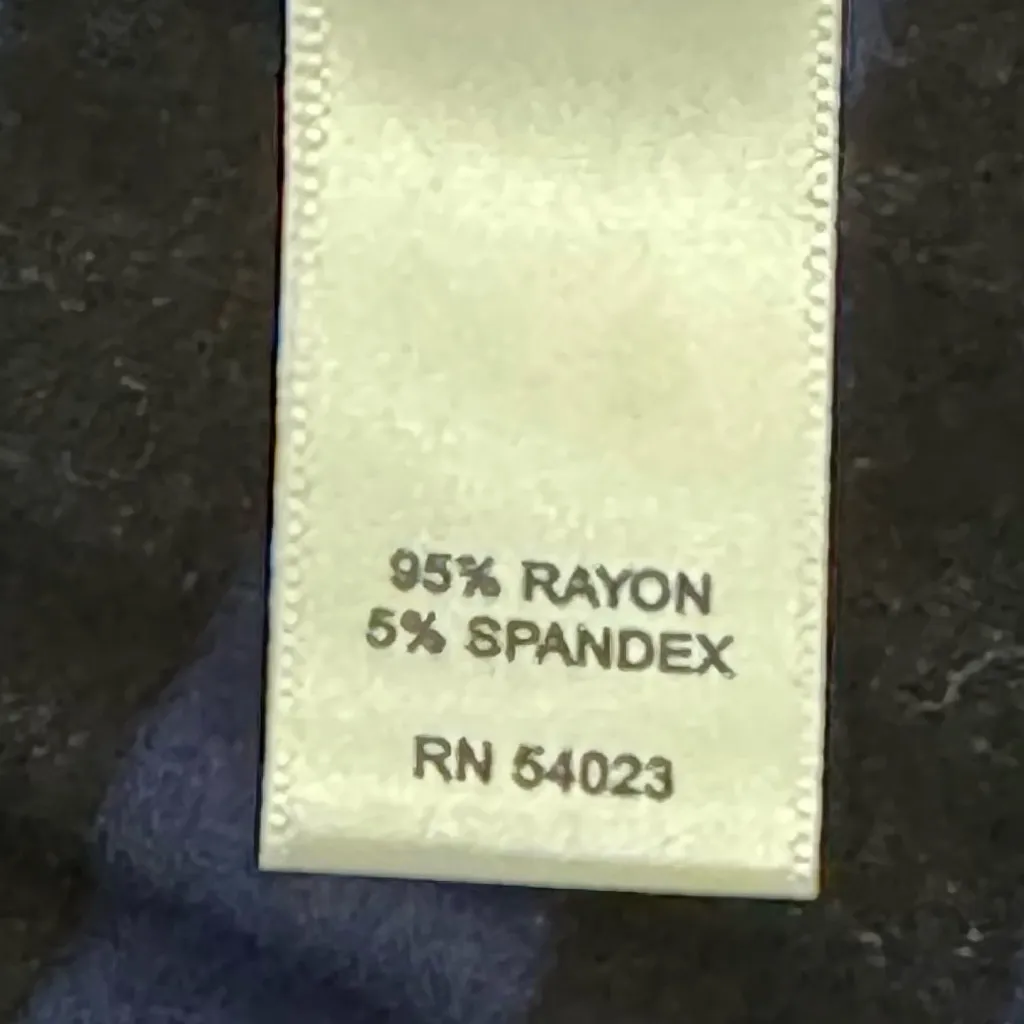 95% RAYON
5% SPANDEX
RN 54023